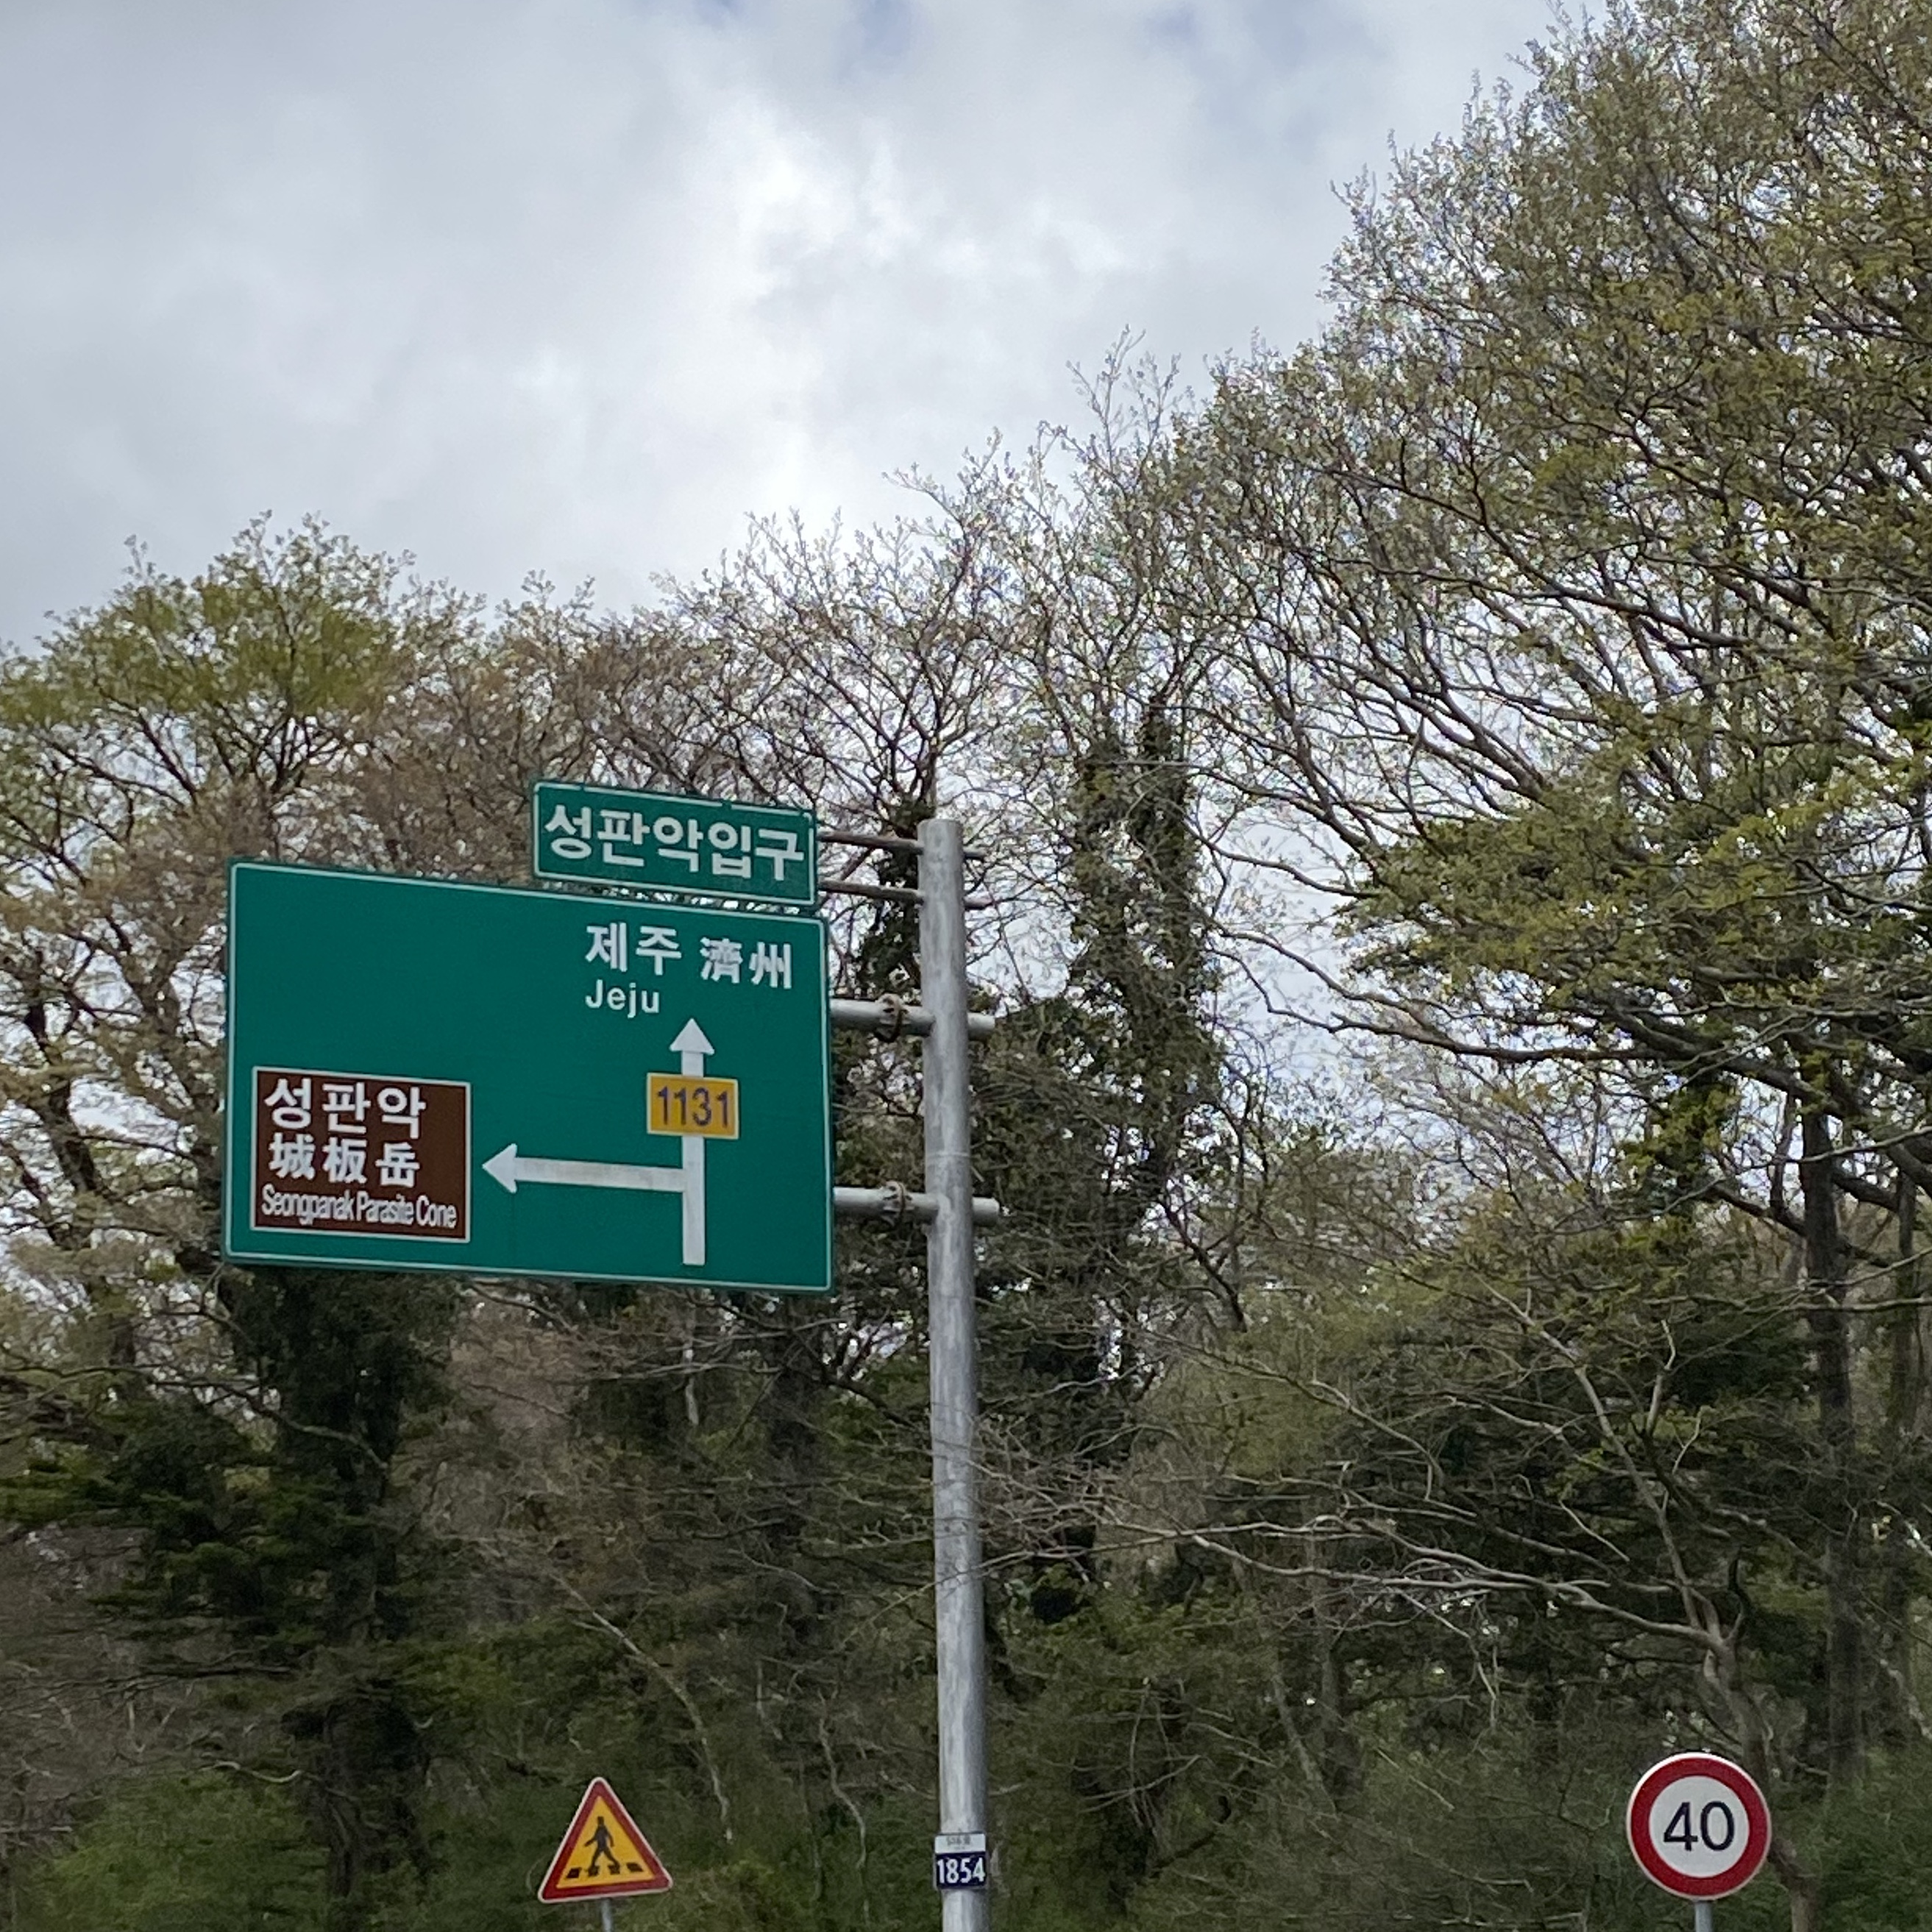 성판악입구
제주 濟州
Jeju
1131
성판악
城板岳
Seongpanak Parasite Cone
1854
40